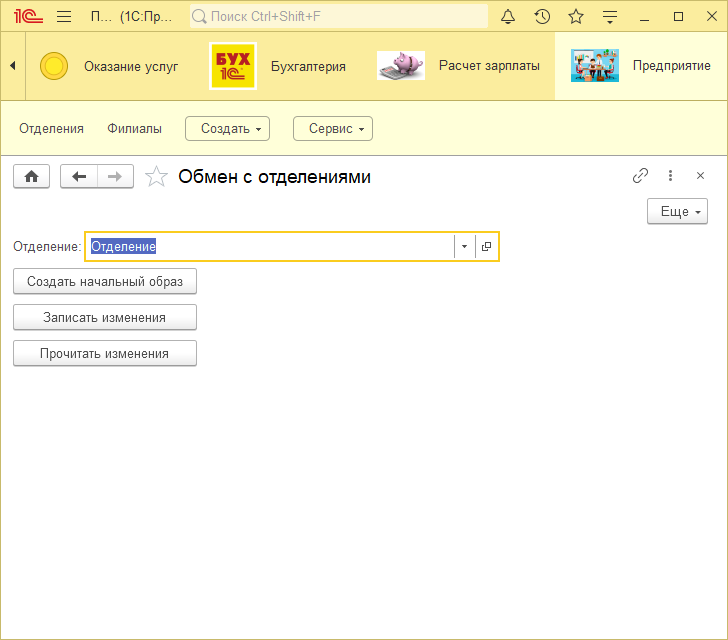 1С П... (1С:Пр... Поиск Ctrl+Shift+F
Оказание услуг БУХ 1С Бухгалтерия Расчет зарплаты Предприятие
Отделения Филиалы Создать Сервис
Обмен с отделениями
Еще
Отделение: Отделение
Создать начальный образ
Записать изменения
Прочитать изменения